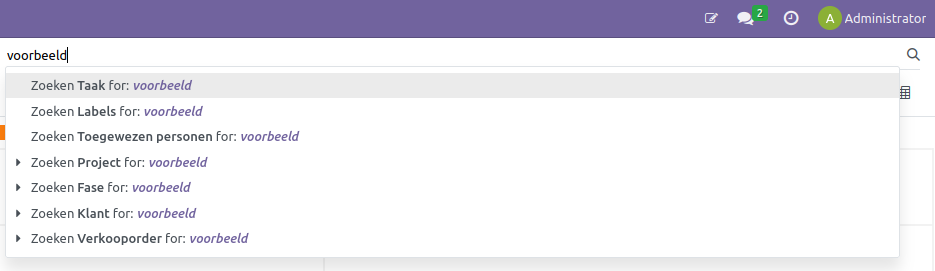 2
A Administrator
voorbeeld
Zoeken Taak for: voorbeeld
Zoeken Labels for: voorbeeld
Zoeken Toegewezen personen for: voorbeeld
Zoeken Project for: voorbeeld
Zoeken Fase for: voorbeeld
Zoeken Klant for: voorbeeld
Zoeken Verkooporder for: voorbeeld